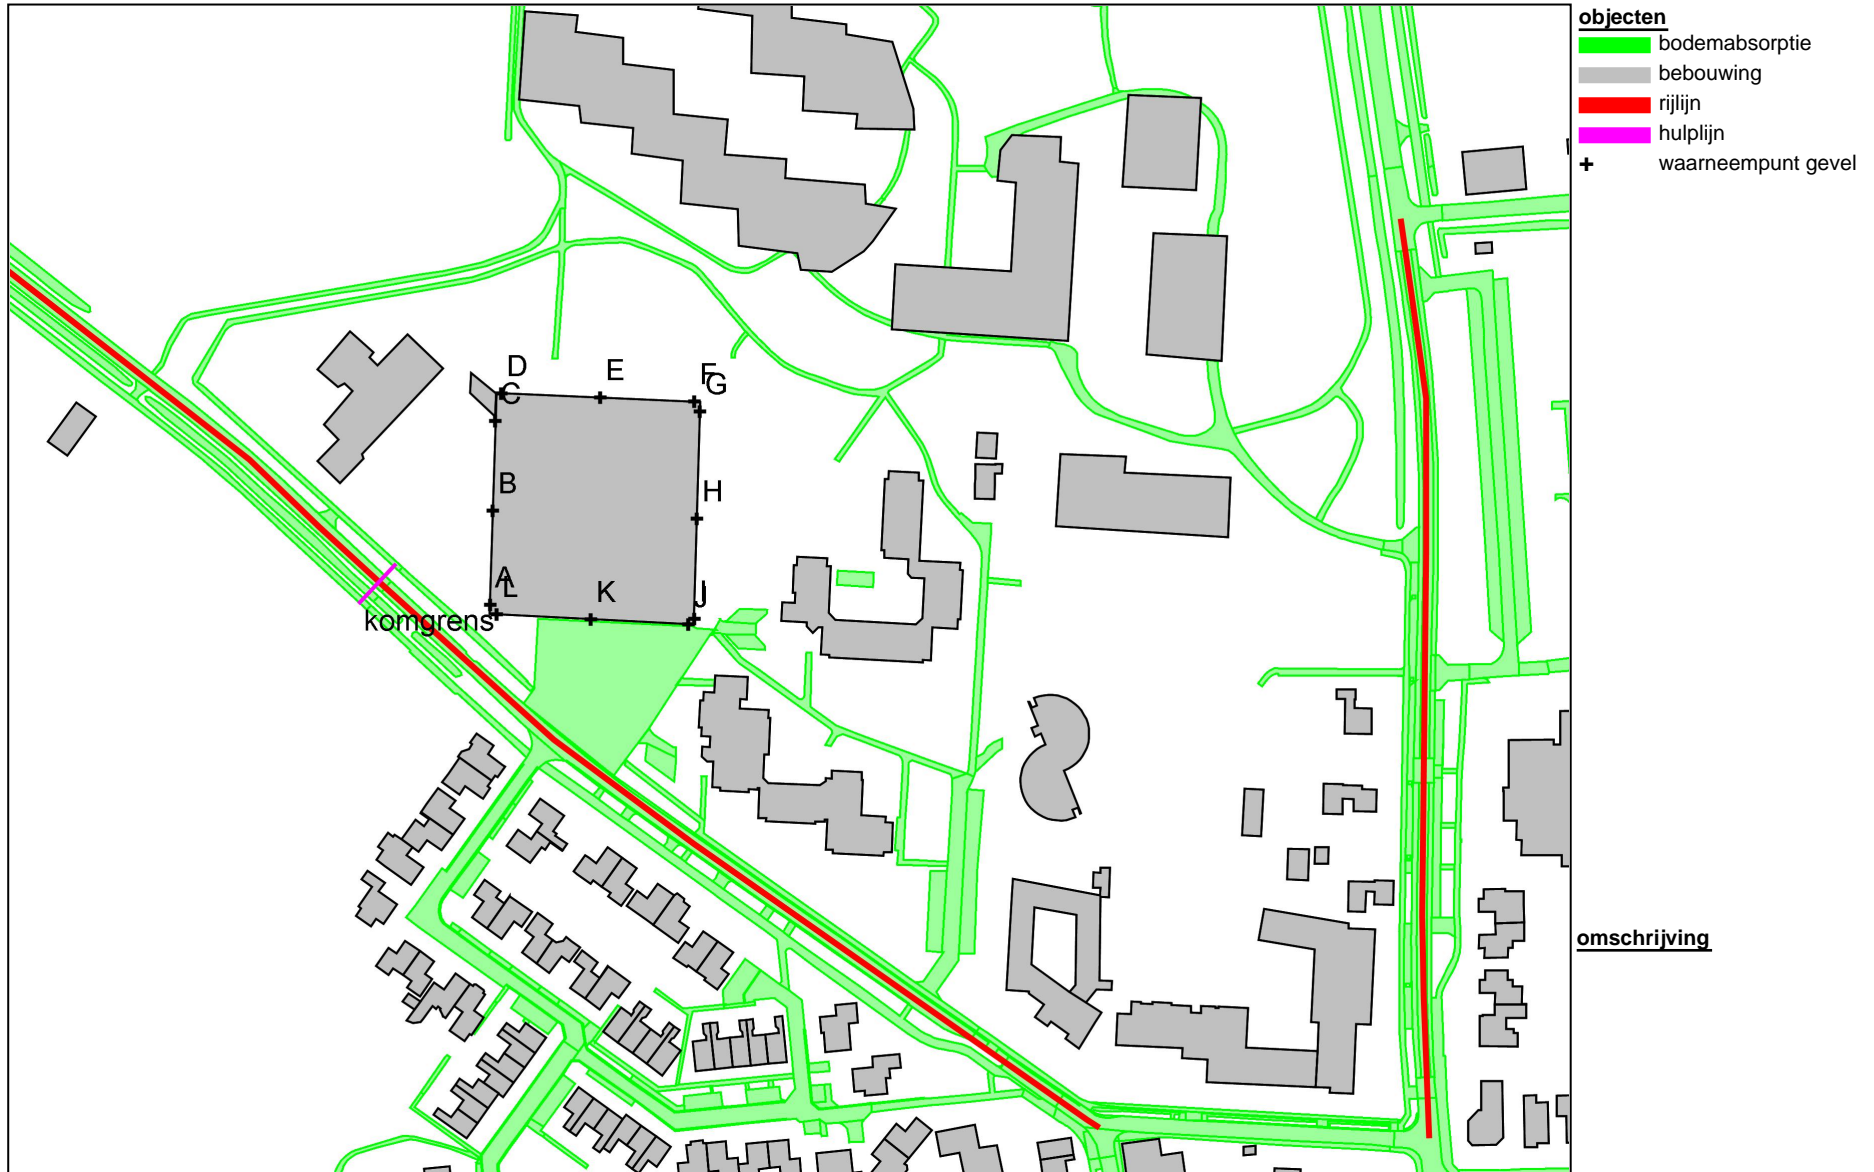 objecten
bodemabsorptie
bebouwing
rijlijn
hulplijn
waarneempunt gevel
D
E
F
G
C
B
H
A
L
K
J
komgrens
omschrijving